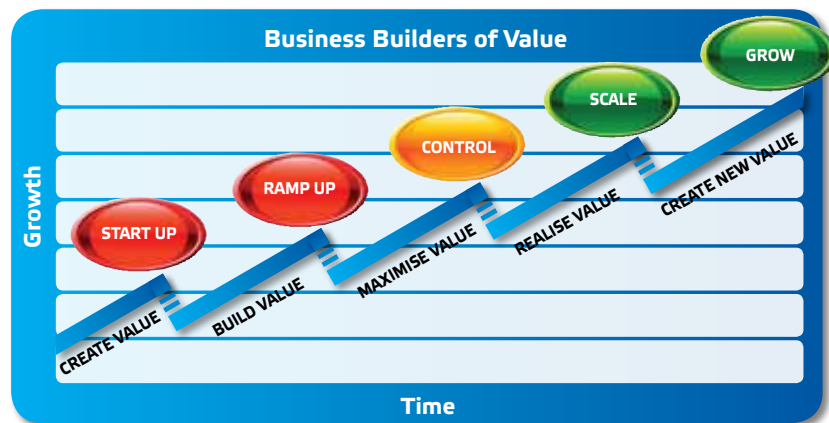 Business Builders of Value
GROW
SCALE
CONTROL
RAMP UP
START UP
Growth
CREATE VALUE
BUILD VALUE
MAXIMISE VALUE
REALISE VALUE
CREATE NEW VALUE
Time